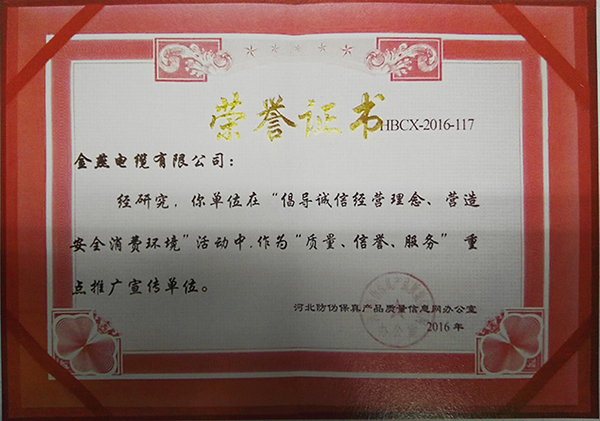 荣誉证书
HBCX-2016-117
金燕电缆有限公司：
经研究，你单位在“倡导诚信经营理念、营造
安全消费环境”活动中，作为“质量、信誉、服务”重
点推广宣传单位。
河北防伪保真产品质量信息网办公室
2016年
办公室